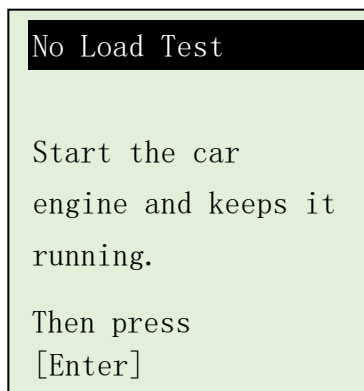 No Load Test
Start the car
engine and keeps it
running.
Then press
[Enter]